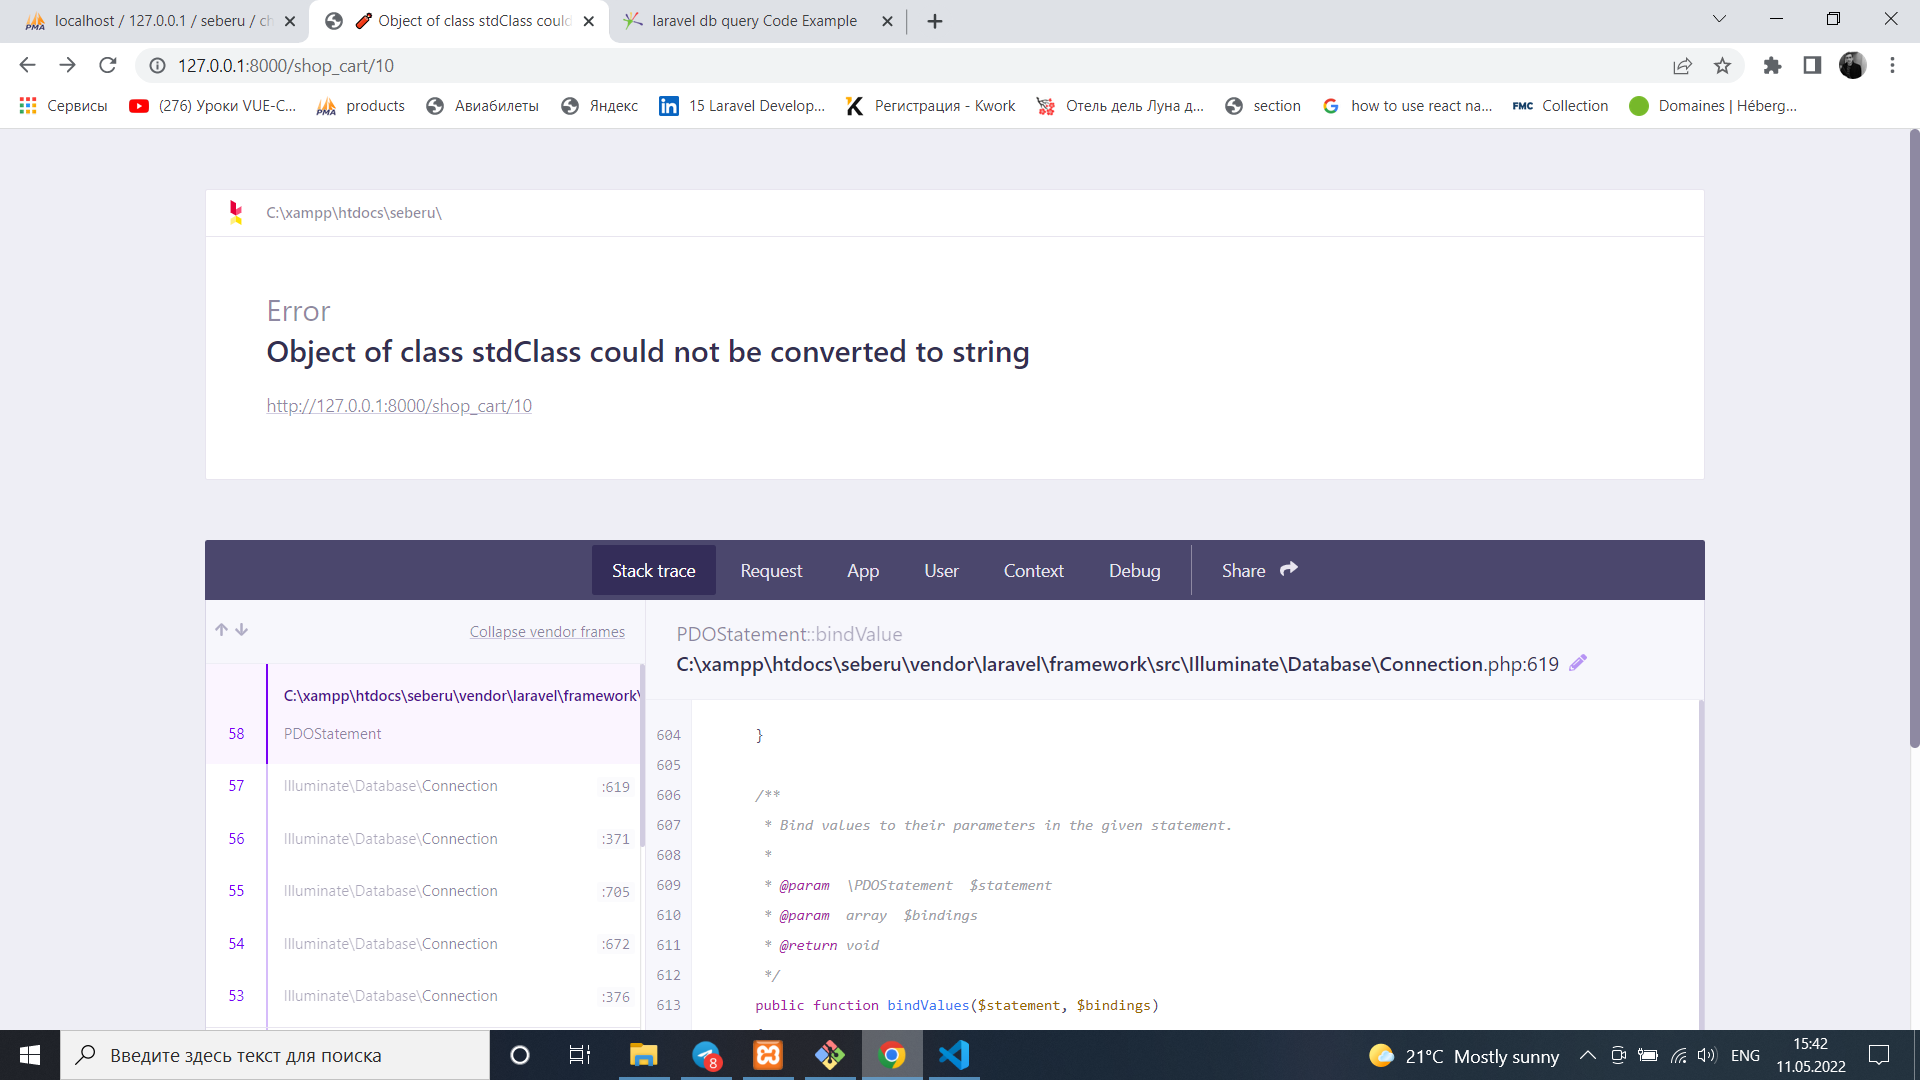 localhost / 127.0.0.1 / seberu / ch
Object of class stdClass could
laravel db query Code Example
127.0.0.1:8000/shop_cart/10
Сервисы
(276) Уроки VUE-C...
products
Авиабилеты
Яндекс
15 Laravel Develop...
Регистрация - Kwork
Отель дель Луна д...
section
how to use react na...
FMC Collection
Domaines | Héberg...
C:\xampp\htdocs\seberu\
Error
Object of class stdClass could not be converted to string
http://127.0.0.1:8000/shop_cart/10
Stack trace
Request
App
User
Context
Debug
Share
Collapse vendor frames
C:\xampp\htdocs\seberu\vendor\laravel\framework\
58 PDOStatement
57 Illuminate\Database\Connection :619
56 Illuminate\Database\Connection :371
55 Illuminate\Database\Connection :705
54 Illuminate\Database\Connection :672
53 Illuminate\Database\Connection :376
PDOStatement::bindValue
C:\xampp\htdocs\seberu\vendor\laravel\framework\src\Illuminate\Database\Connection.php:619
604 }
605
606 /**
607 * Bind values to their parameters in the given statement.
608 *
609 * @param \PDOStatement $statement
610 * @param array $bindings
611 * @return void
612 */
613 public function bindValues($statement, $bindings)
Введите здесь текст для поиска
8
21°C Mostly sunny
ENG
15:42
11.05.2022